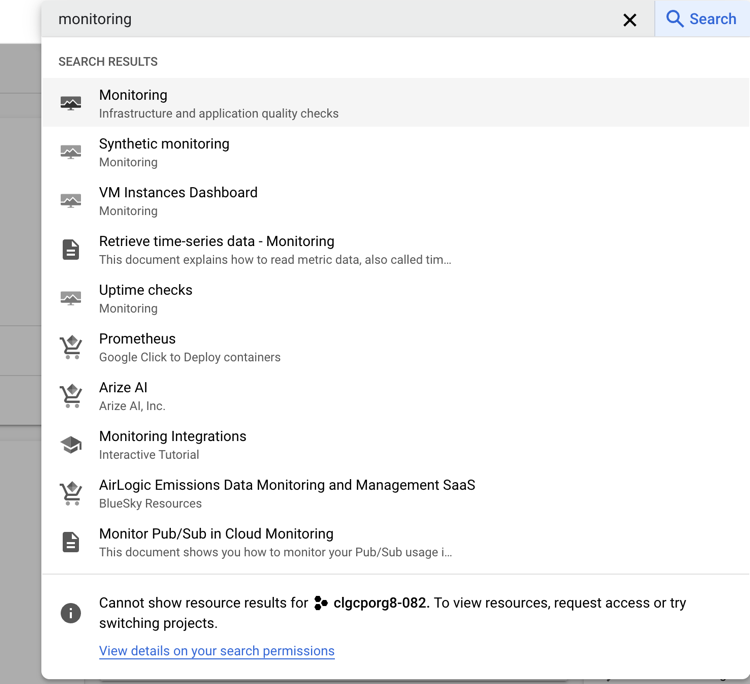 monitoring
Search
SEARCH RESULTS
Monitoring
Infrastructure and application quality checks
Synthetic monitoring
Monitoring
VM Instances Dashboard
Monitoring
Retrieve time-series data - Monitoring
This document explains how to read metric data, also called tim...
Uptime checks
Monitoring
Prometheus
Google Click to Deploy containers
Arize AI
Arize AI, Inc.
Monitoring Integrations
Interactive Tutorial
AirLogic Emissions Data Monitoring and Management SaaS
BlueSky Resources
Monitor Pub/Sub in Cloud Monitoring
This document shows you how to monitor your Pub/Sub usage i...
Cannot show resource results for clgcporg8-082. To view resources, request access or try
switching projects.
View details on your search permissions